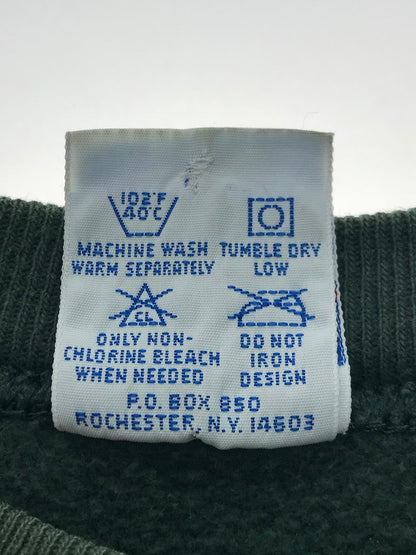 102°F
40°C
MACHINE WASH
WARM SEPARATELY
TUMBLE DRY
LOW
CL
ONLY NON-
CHLORINE BLEACH
WHEN NEEDED
DO NOT
IRON
DESIGN
P.O. BOX 850
ROCHESTER, N.Y. 14603